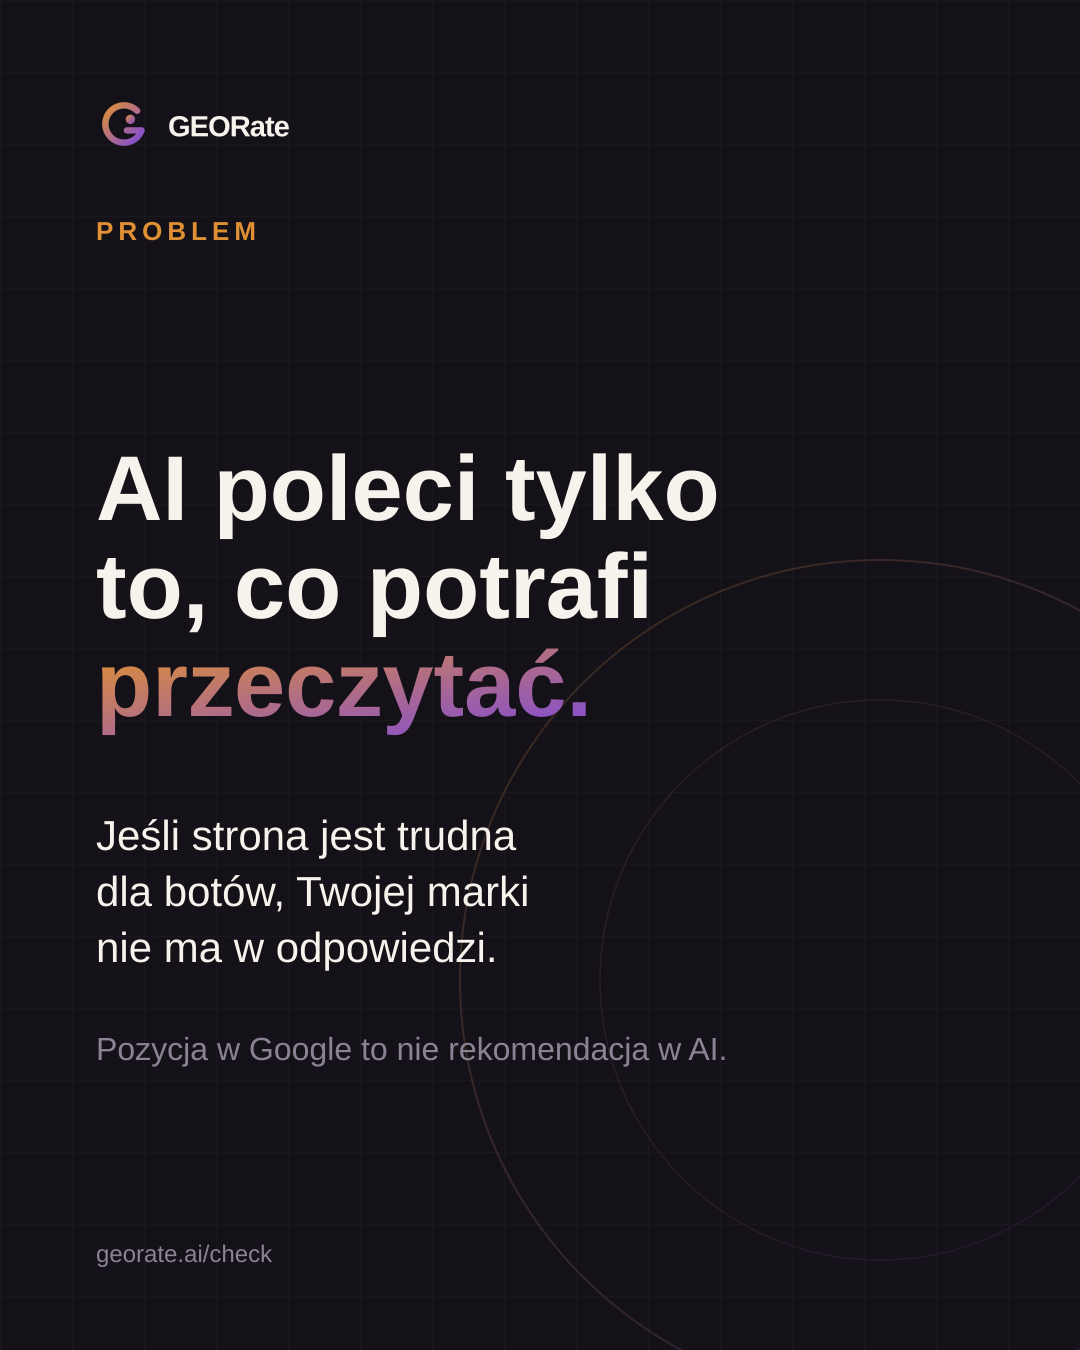 GEORate
PROBLEM
AI poleci tylko
to, co potrafi
przeczytać.
Jeśli strona jest trudna
dla botów, Twojej marki
nie ma w odpowiedzi.
Pozycja w Google to nie rekomendacja w AI.
georate.ai/check